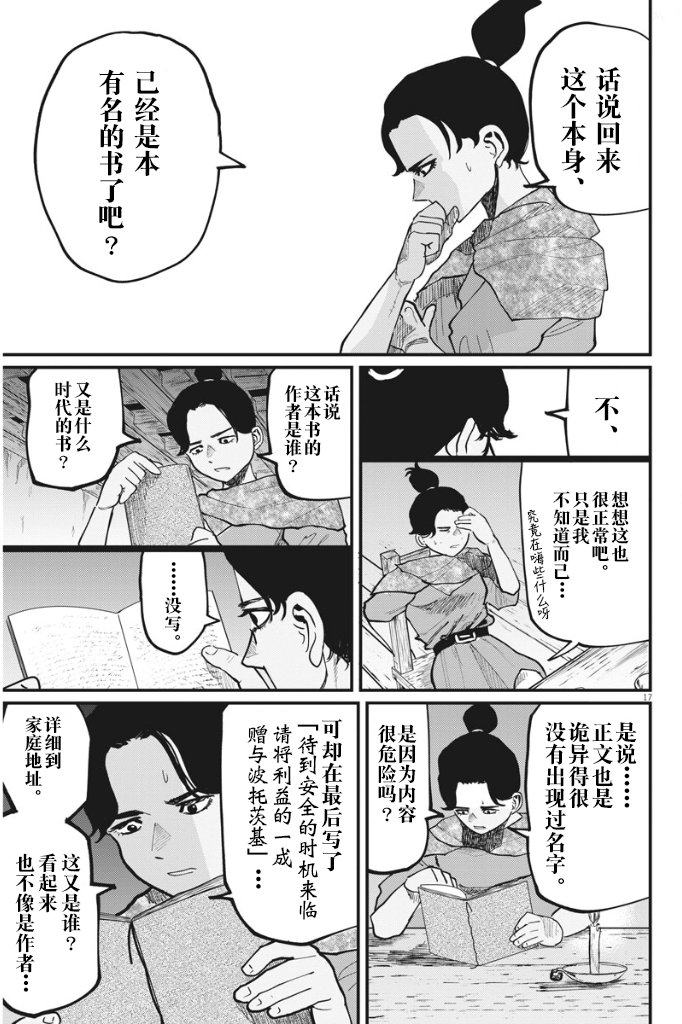 话说回来
这个本身、
己经是本
有名的书了吧？
不、
想想这也
很正常吧。
只是我
不知道而己…
究竟在嘟些什么呀
话说
这本书的
作者是谁？
又是什么
时代的书？
……
没写。
17
是说……
正文也是
诡异得很
没有出现过名字。
是因为内容
很危险吗？
可却在最后写了
「待到安全的时机来临
请将利益的一成
赠与波托茨基」…
详细到
家庭地址。
这又是谁？
看起来
也不像是作者…